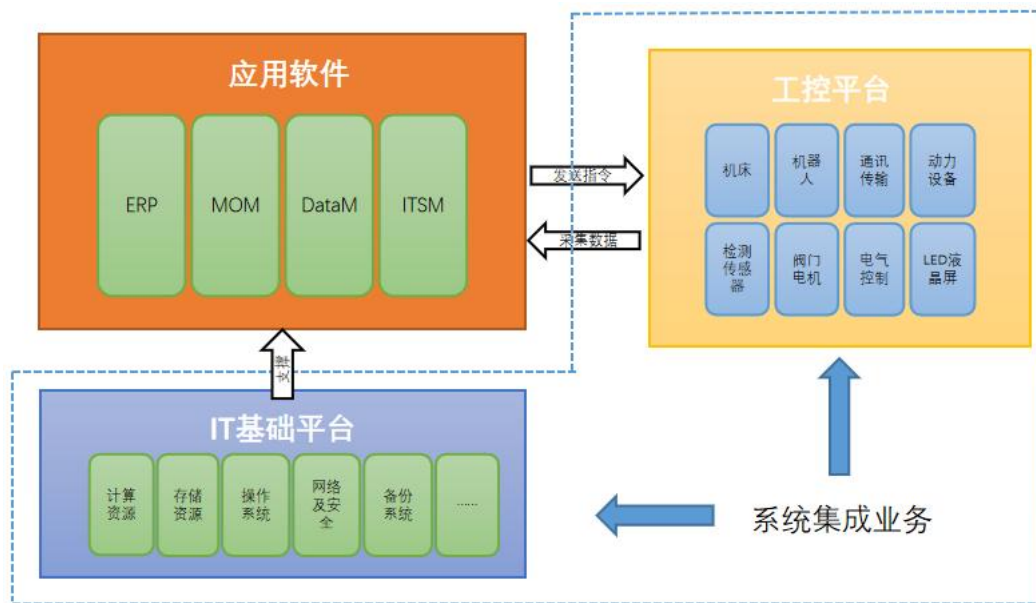 应用软件
ERP
MOM
DataM
ITSM
发送指令
采集数据
工控平台
机床
机器
人
通讯
传输
动力
设备
检测
传感
器
阀门
电机
电气
控制
LED液
晶屏
支撑
IT基础平台
计算
资源
存储
资源
操作
系统
网络
及安
全
备份
系统
......
系统集成业务